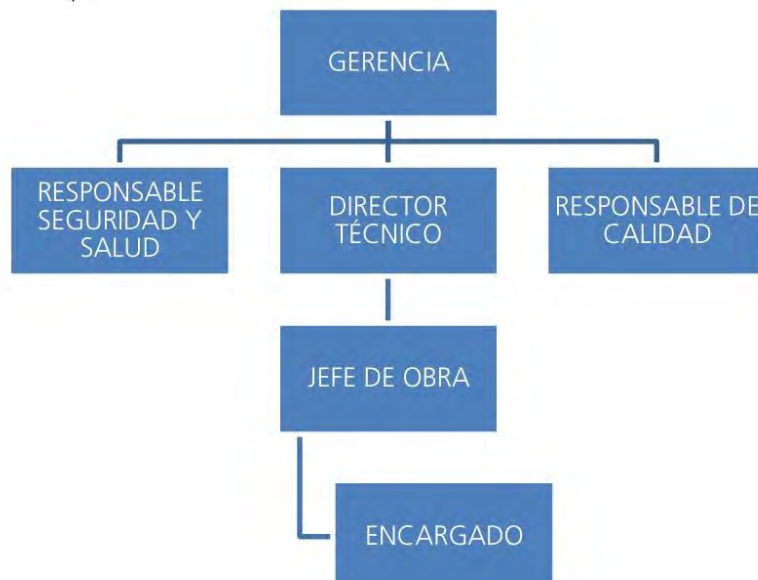 GERENCIA
RESPONSABLE
SEGURIDAD Y
SALUD
DIRECTOR
TÉCNICO
RESPONSABLE DE
CALIDAD
JEFE DE OBRA
ENCARGADO